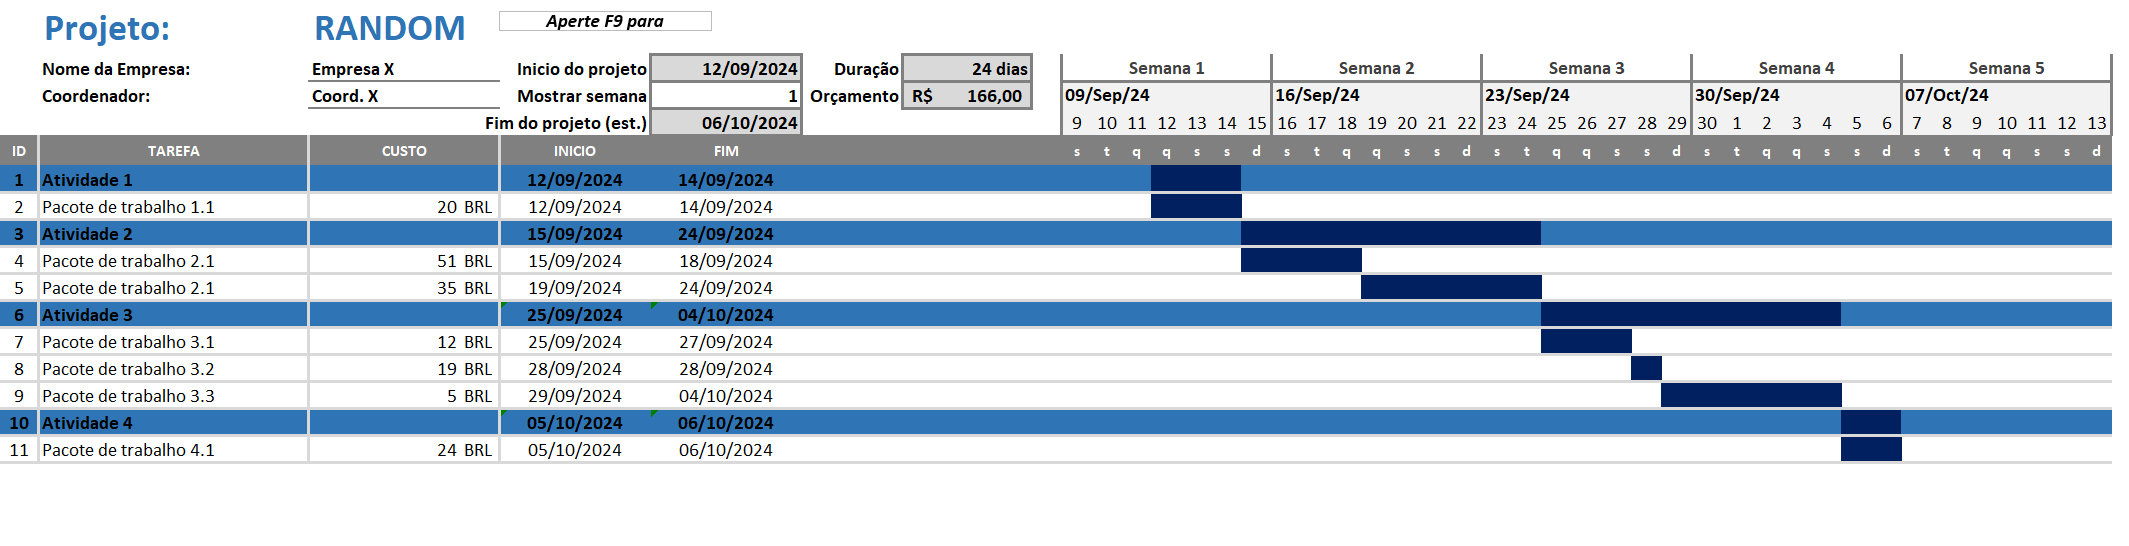 Projeto: RANDOM Aperte F9 para
Nome da Empresa: Empresa X Inicio do projeto 12/09/2024 Duração 24 dias Semana 1 Semana 2 Semana 3 Semana 4 Semana 5
Coordenador: Coord. X Mostrar semana 1 Orçamento R$ 166,00 09/Sep/24 16/Sep/24 23/Sep/24 30/Sep/24 07/Oct/24
Fim do projeto (est.) 06/10/2024 9 10 11 12 13 14 15 16 17 18 19 20 21 22 23 24 25 26 27 28 29 30 1 2 3 4 5 6 7 8 9 10 11 12 13
ID TAREFA CUSTO INICIO FIM s t q q s s d s t q q s s d s t q q s s d s t q q s s d s t q q s s d
1 Atividade 1 12/09/2024 14/09/2024
2 Pacote de trabalho 1.1 20 BRL 12/09/2024 14/09/2024
3 Atividade 2 15/09/2024 24/09/2024
4 Pacote de trabalho 2.1 51 BRL 15/09/2024 18/09/2024
5 Pacote de trabalho 2.1 35 BRL 19/09/2024 24/09/2024
6 Atividade 3 25/09/2024 04/10/2024
7 Pacote de trabalho 3.1 12 BRL 25/09/2024 27/09/2024
8 Pacote de trabalho 3.2 19 BRL 28/09/2024 28/09/2024
9 Pacote de trabalho 3.3 5 BRL 29/09/2024 04/10/2024
10 Atividade 4 05/10/2024 06/10/2024
11 Pacote de trabalho 4.1 24 BRL 05/10/2024 06/10/2024